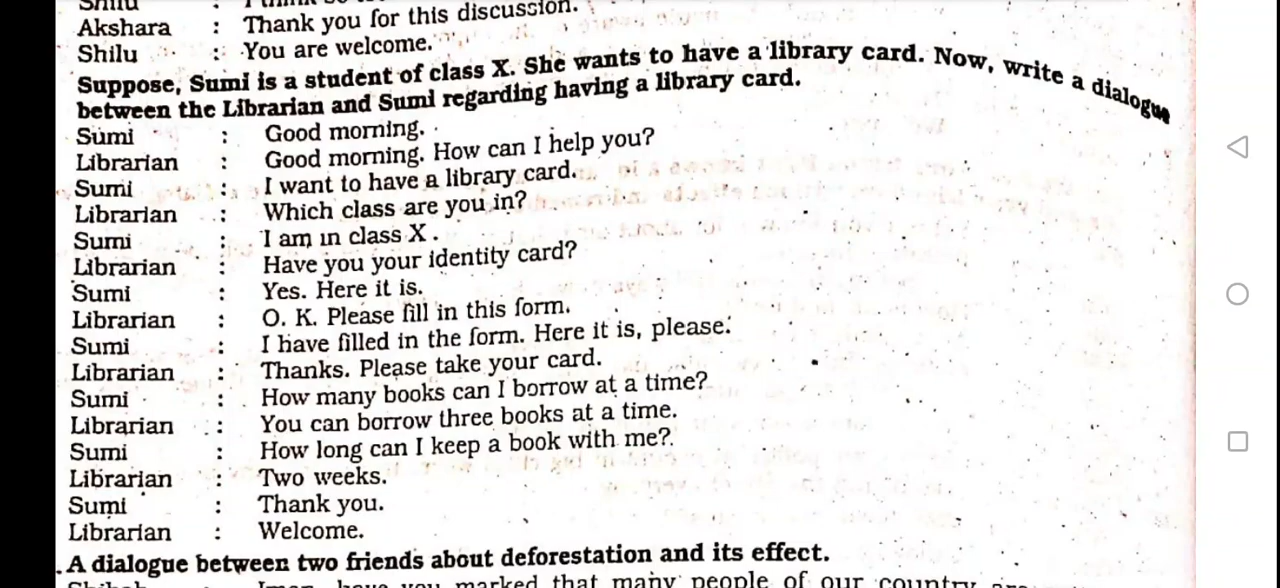 Akshara : Thank you for this discussion.
Shilu : You are welcome.
Suppose, Sumi is a student of class X. She wants to have a library card. Now, write a dialogue
between the Librarian and Sumi regarding having a library card.
Sumi : Good morning.
Librarian : Good morning. How can I help you?
Sumi : I want to have a library card.
Librarian : Which class are you in?
Sumi : I am in class X.
Librarian : Have you your identity card?
Sumi : Yes. Here it is.
Librarian : O. K. Please fill in this form.
Sumi : I have filled in the form. Here it is, please.
Librarian : Thanks. Please take your card.
Sumi : How many books can I borrow at a time?
Librarian : You can borrow three books at a time.
Sumi : How long can I keep a book with me?
Librarian : Two weeks.
Sumi : Thank you.
Librarian : Welcome.
A dialogue between two friends about deforestation and its effect.
have you marked that many people of our country are